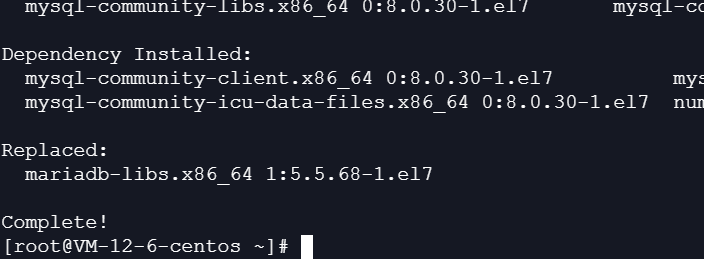 mysql-community-libs.x86_64 0:8.0.30-1.el7 mysql-co
Dependency Installed:
mysql-community-client.x86_64 0:8.0.30-1.el7 mys
mysql-community-icu-data-files.x86_64 0:8.0.30-1.el7 num
Replaced:
mariadb-libs.x86_64 1:5.5.68-1.el7
Complete!
[root@VM-12-6-centos ~]#